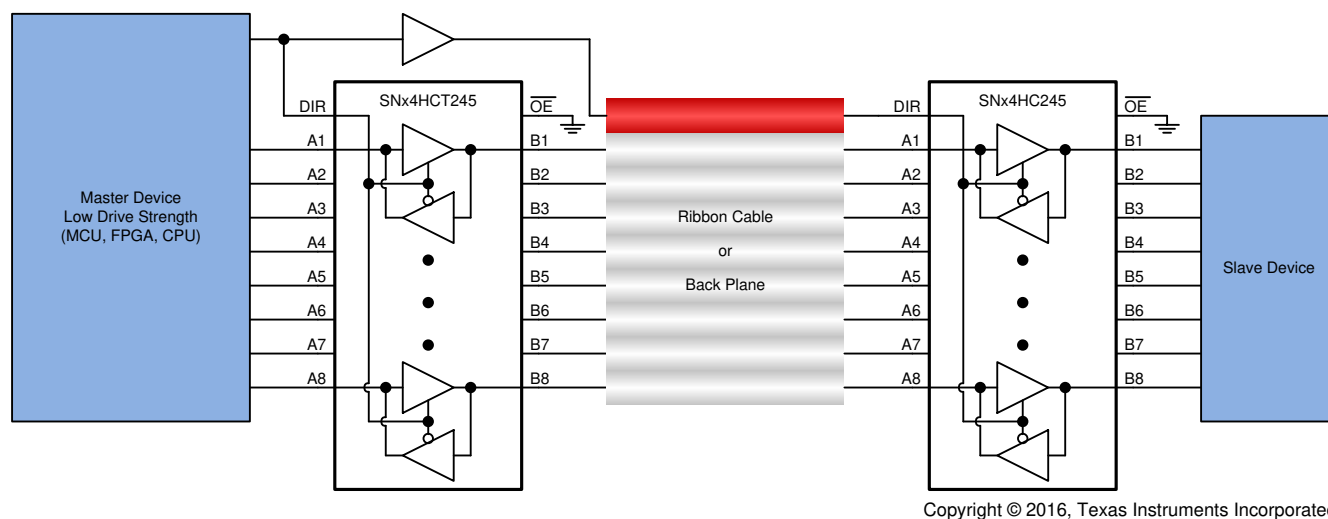 Master Device
Low Drive Strength
(MCU, FPGA, CPU)
DIR
A1
A2
A3
A4
A5
A6
A7
A8
SNx4HCT245
OE
B1
B2
B3
B4
B5
B6
B7
B8
Ribbon Cable
or
Back Plane
DIR
A1
A2
A3
A4
A5
A6
A7
A8
SNx4HC245
OE
B1
B2
B3
B4
B5
B6
B7
B8
Slave Device
Copyright © 2016, Texas Instruments Incorporated